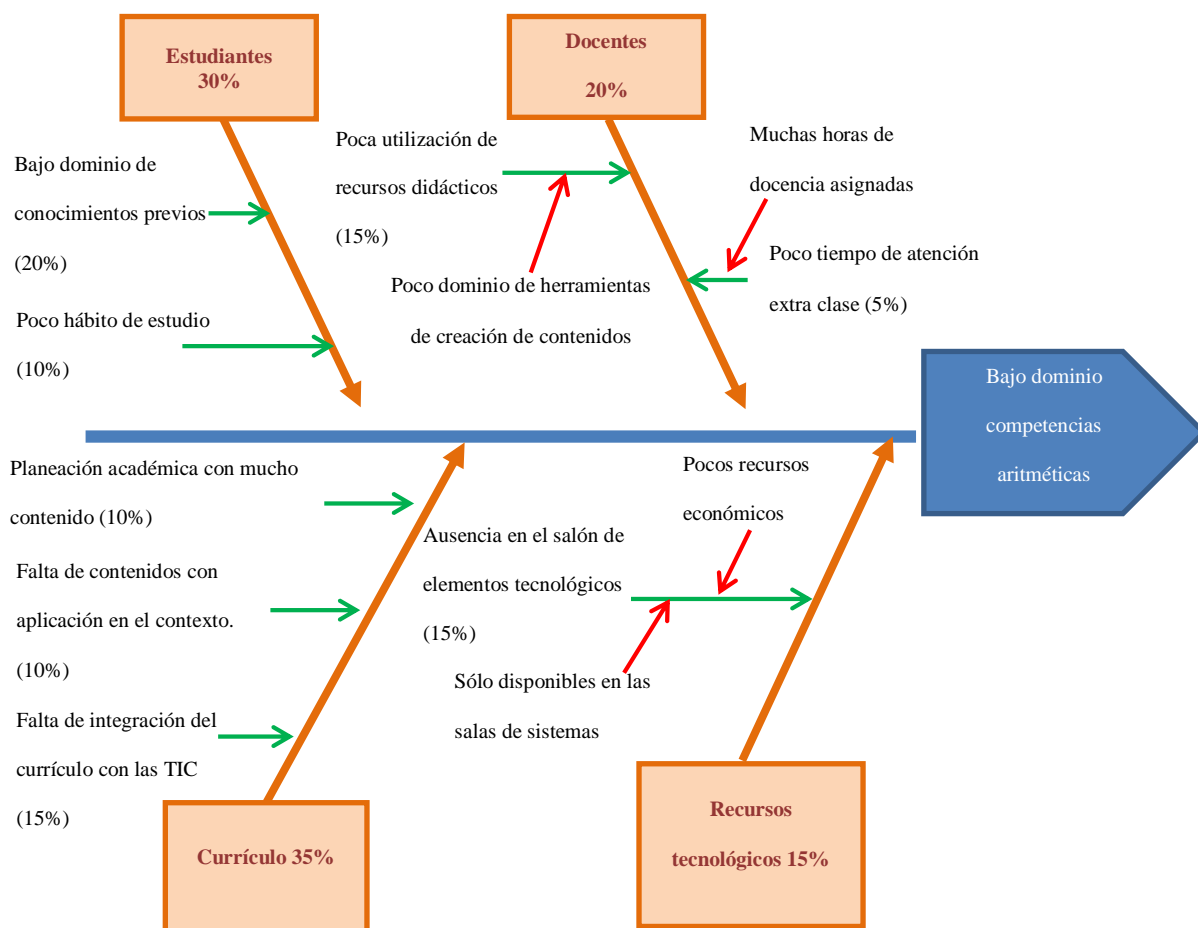 Estudiantes
30%
Docentes
20%
Bajo dominio de
conocimientos previos
(20%)
Poco hábito de estudio
(10%)
Poca utilización de
recursos didácticos
(15%)
Poco dominio de herramientas
de creación de contenidos
Muchas horas de
docencia asignadas
Poco tiempo de atención
extra clase (5%)
Bajo dominio
competencias
aritméticas
Planeación académica con mucho
contenido (10%)
Falta de contenidos con
aplicación en el contexto.
(10%)
Falta de integración del
currículo con las TIC
(15%)
Pocos recursos
económicos
Ausencia en el salón de
elementos tecnológicos
(15%)
Sólo disponibles en las
salas de sistemas
Currículo 35%
Recursos
tecnológicos 15%